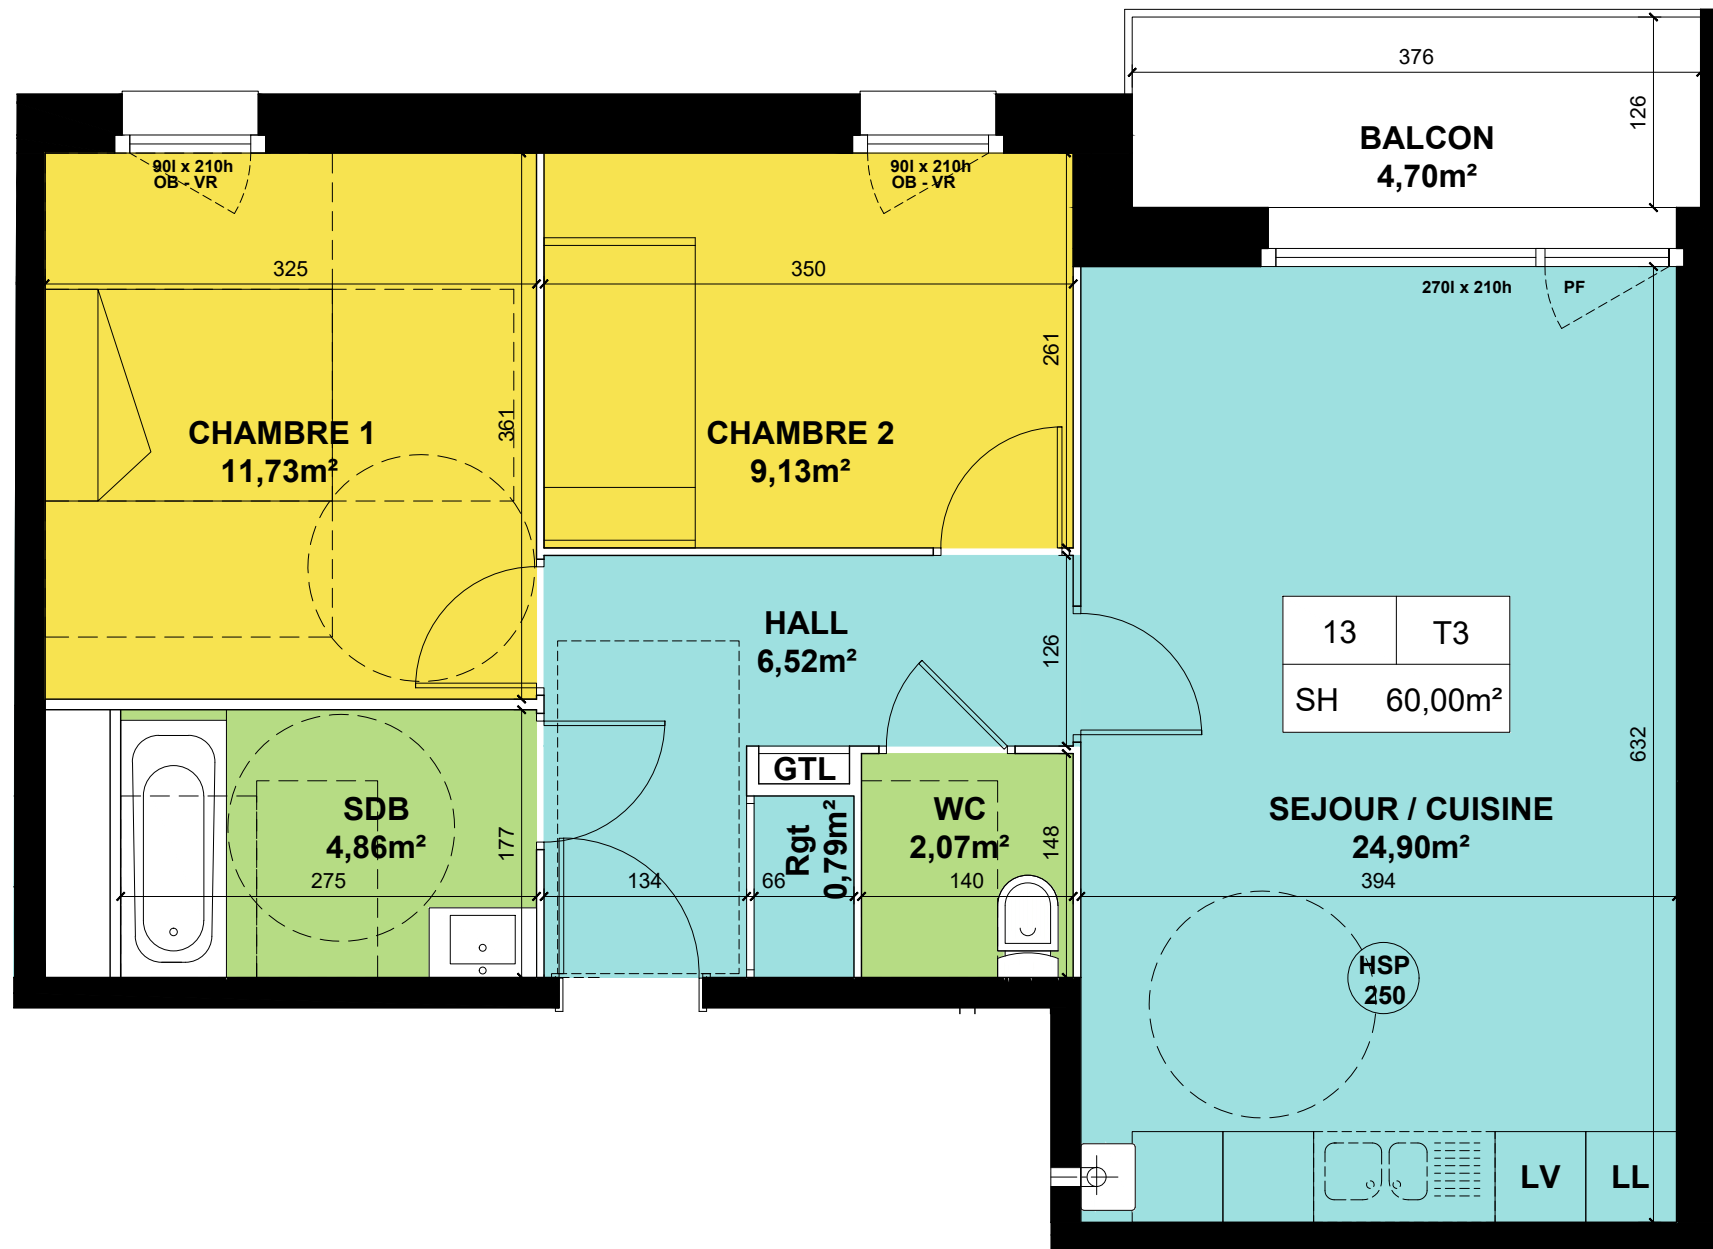 376
126
BALCON
4,70m²
90l x 210h
OB - VR
90l x 210h
OB - VR
325
350
270l x 210h
PF
261
361
CHAMBRE 1
11,73m²
CHAMBRE 2
9,13m²
HALL
6,52m²
126
13
T3
SH
60,00m²
632
GTL
SDB
4,86m²
177
Rgt
0,79m²
WC
2,07m²
148
SEJOUR / CUISINE
24,90m²
275
134
66
140
394
HSP
250
LV
LL